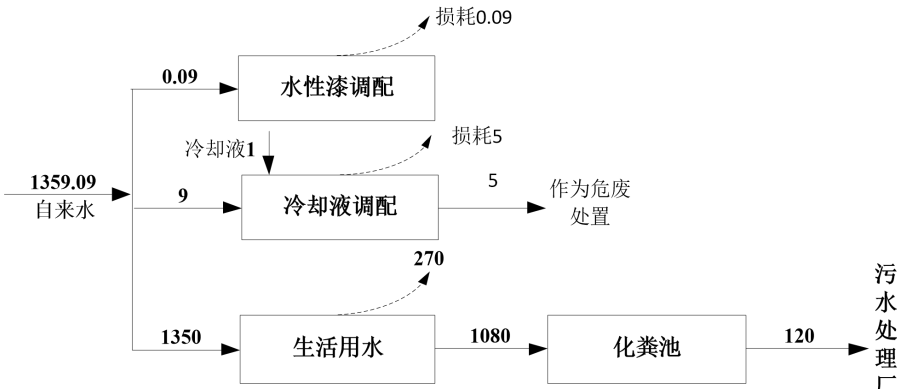 损耗0.09
0.09
水性漆调配
冷却液1
损耗5
1359.09
自来水
9
冷却液调配
5
作为危废
处置
270
1350
生活用水
1080
化粪池
120
污
水
处
理
厂